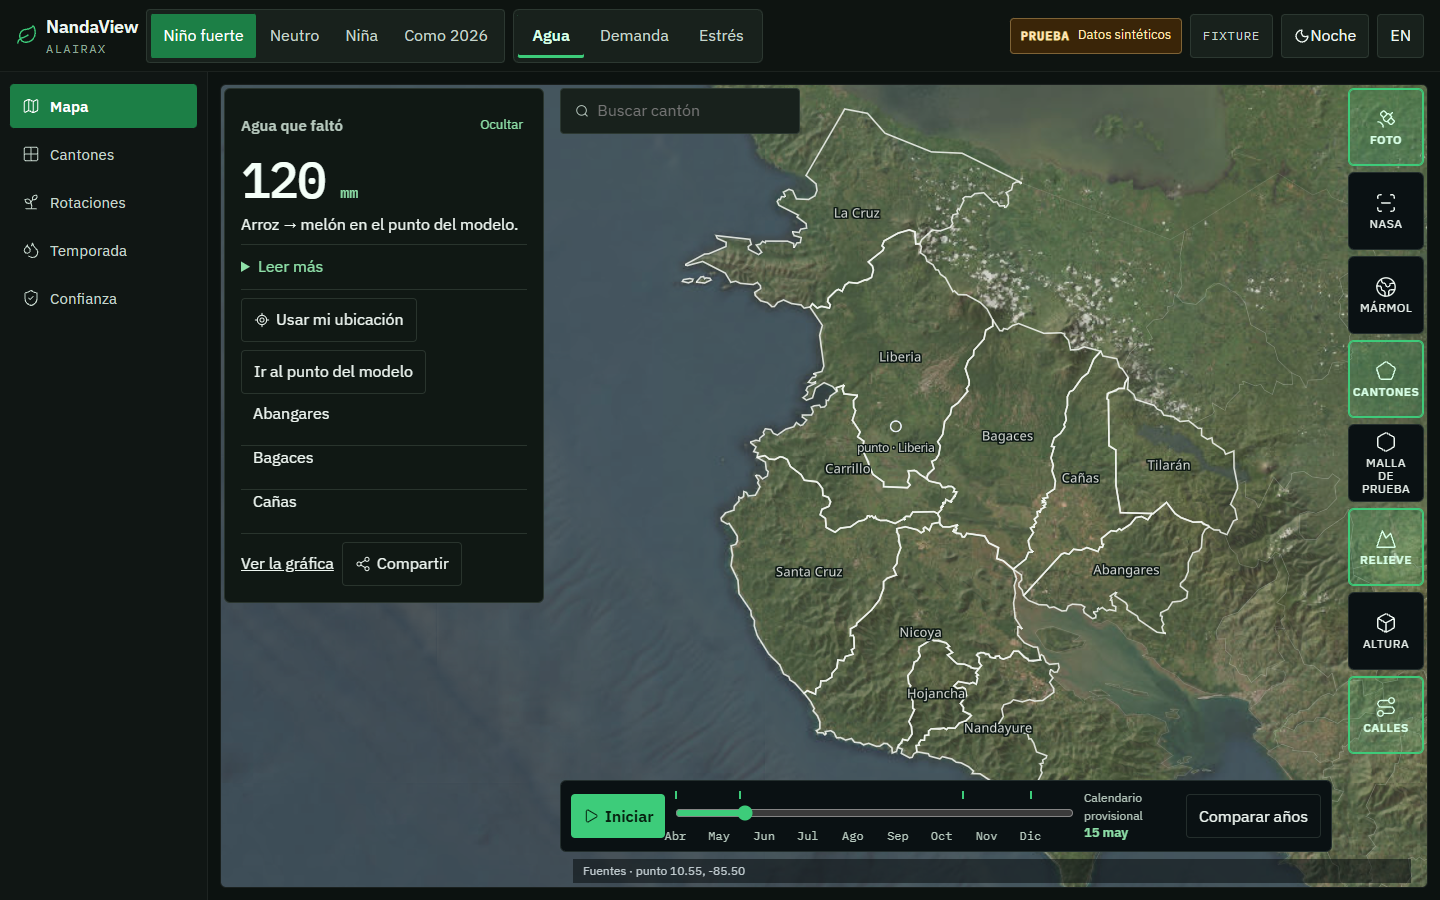 NandaView
ALAIRAX
Niño fuerte
Neutro
Niña
Como 2026
Agua
Demanda
Estrés
PRUEBA Datos sintéticos
FIXTURE
Noche
EN
Mapa
Cantones
Rotaciones
Temporada
Confianza
Agua que faltó
Ocultar
120 mm
Arroz → melón en el punto del modelo.
Leer más
Usar mi ubicación
Ir al punto del modelo
Abangares
Bagaces
Cañas
Ver la gráfica
Compartir
Buscar cantón
La Cruz
Liberia
punto · Liberia
Bagaces
Carrillo
Cañas
Tilarán
Santa Cruz
Abangares
Nicoya
Hojancha
Nandayure
FOTO
NASA
MÁRMOL
CANTONES
MALLA
DE
PRUEBA
RELIEVE
ALTURA
CALLES
Iniciar
Abr
May
Jun
Jul
Ago
Sep
Oct
Nov
Dic
Calendario
provisional
15 may
Comparar años
Fuentes · punto 10.55, -85.50